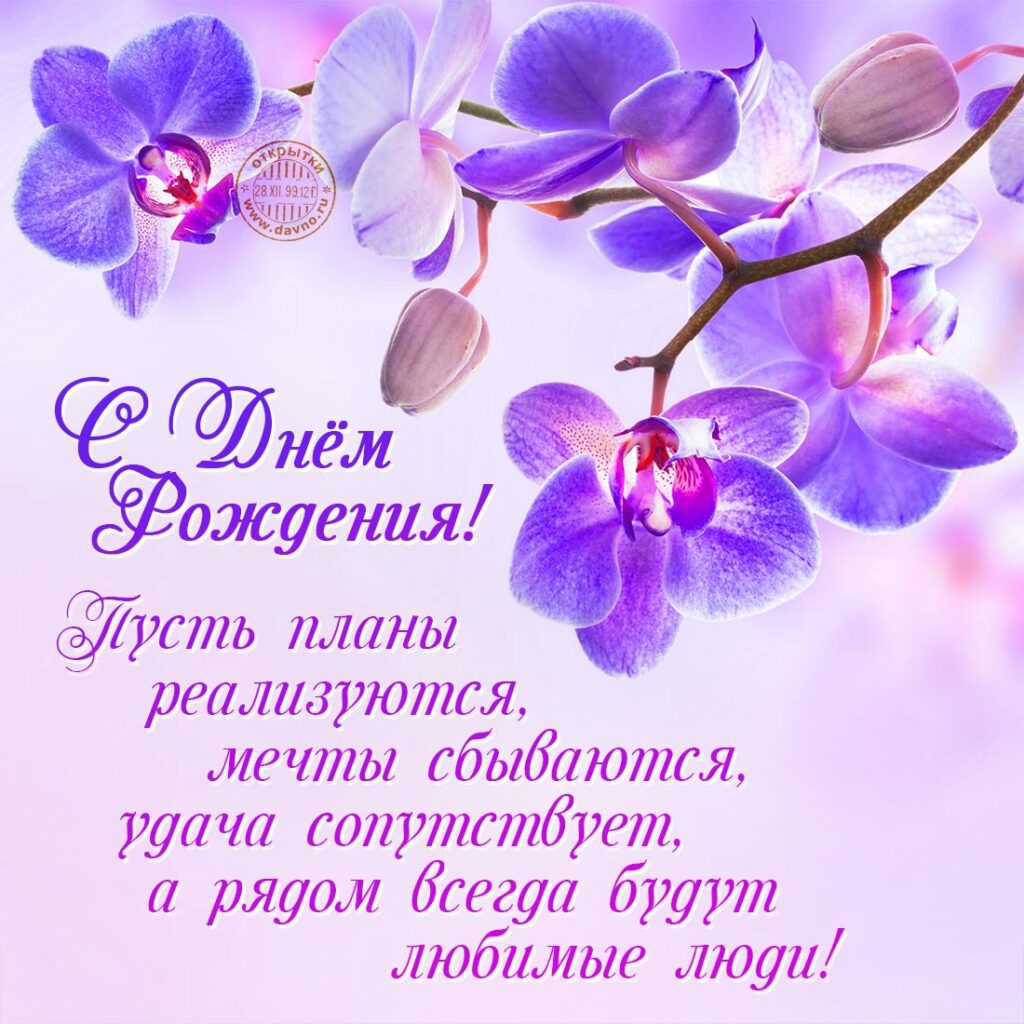 ОТКРЫТКИ
28.XII.99.12Г.
www.davno.ru
С Днём
Рождения!
Пусть планы
реализуются,
мечты сбываются,
удача сопутствует,
а рядом всегда будут
любимые люди!